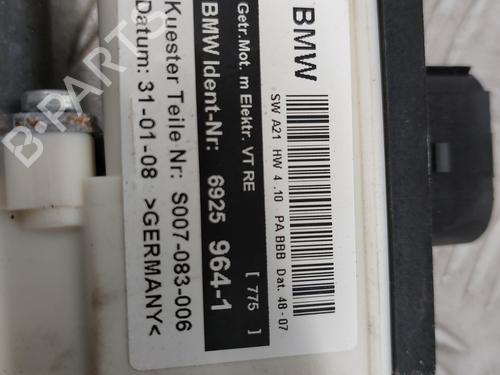 BMW
SW A21 HW 4.10 PA BBB Dat. 48-07
Getr.Mot. m Elektr. VT RE [ 775 ]
BMW Ident-Nr: 6925 964-1
Kuester Teile Nr: S007-083-006
Datum: 31-01-08 >GERMANY<
B-PARTS